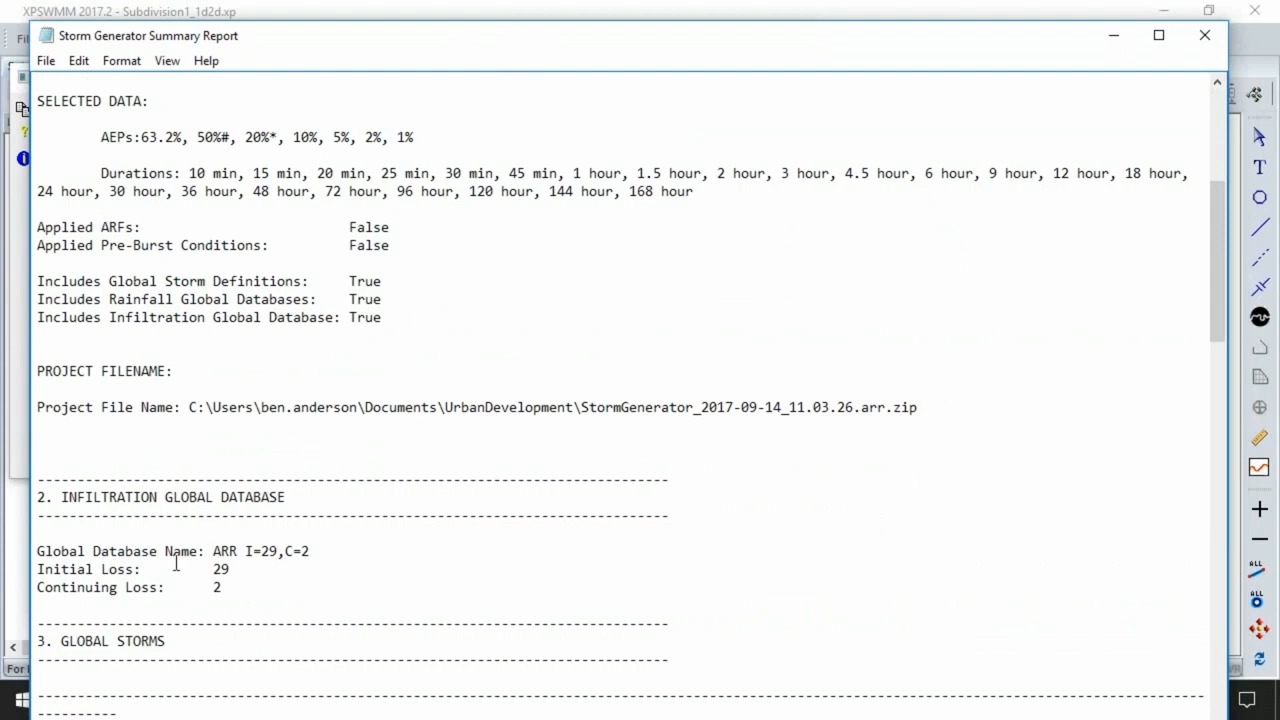 XPSWMM 2017.2 - Subdivision1_1d2d.xp
Storm Generator Summary Report
File Edit Format View Help
SELECTED DATA:
AEPs:63.2%, 50%#, 20%*, 10%, 5%, 2%, 1%
Durations: 10 min, 15 min, 20 min, 25 min, 30 min, 45 min, 1 hour, 1.5 hour, 2 hour, 3 hour, 4.5 hour, 6 hour, 9 hour, 12 hour, 18 hour,
24 hour, 30 hour, 36 hour, 48 hour, 72 hour, 96 hour, 120 hour, 144 hour, 168 hour
Applied ARFs: False
Applied Pre-Burst Conditions: False
Includes Global Storm Definitions: True
Includes Rainfall Global Databases: True
Includes Infiltration Global Database: True
PROJECT FILENAME:
Project File Name: C:\Users\ben.anderson\Documents\UrbanDevelopment\StormGenerator_2017-09-14_11.03.26.arr.zip
-------------------------------------------------------------------------------
2. INFILTRATION GLOBAL DATABASE
-------------------------------------------------------------------------------
Global Database Name: ARR I=29,C=2
Initial Loss: 29
Continuing Loss: 2
-------------------------------------------------------------------------------
3. GLOBAL STORMS
-------------------------------------------------------------------------------
ALL
ALL